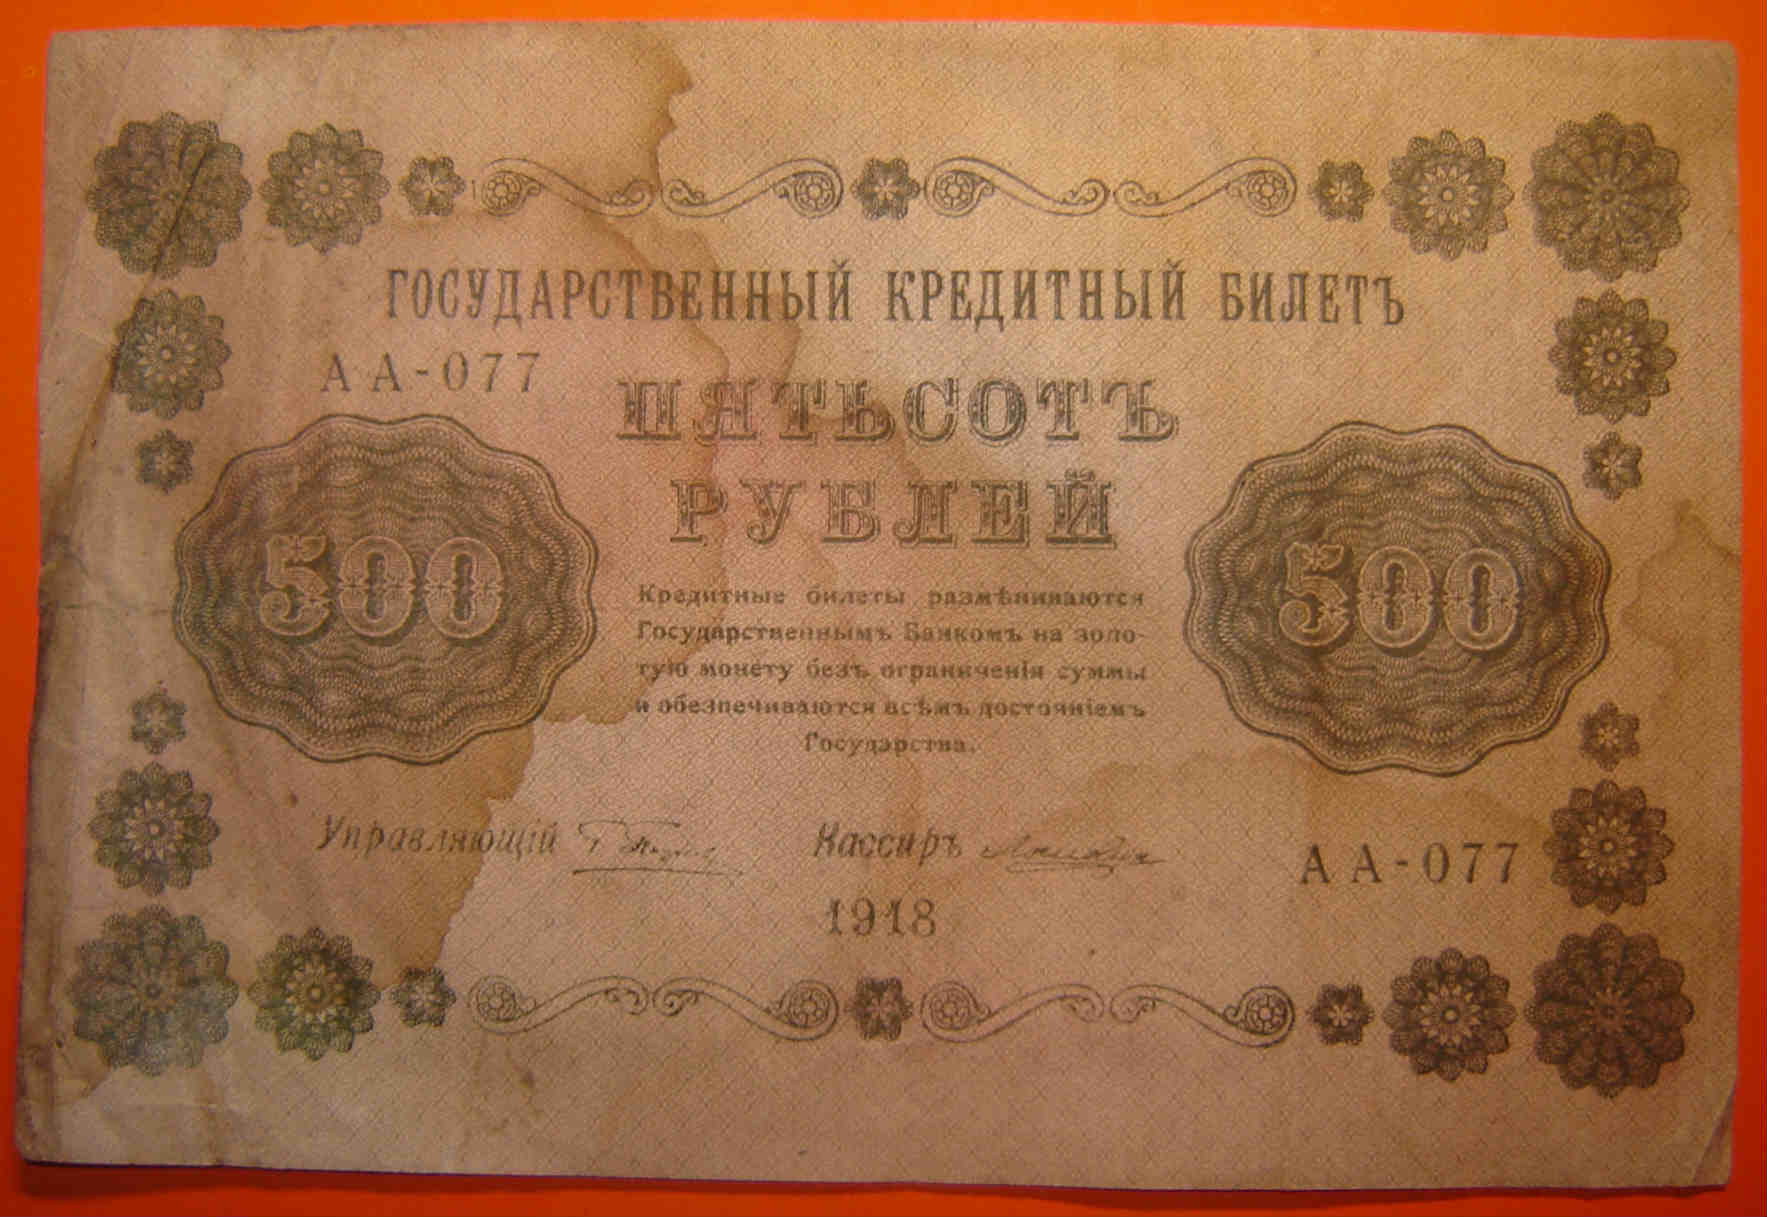 ГОСУДАРСТВЕННЫЙ КРЕДИТНЫЙ БИЛЕТЪ
АА-077
ПЯТЬСОТЪ
РУБЛЕЙ
500
500
Кредитные билеты размѣниваются
Государственнымъ Банкомъ на золо-
тую монету безъ ограниченія суммы
и обезпечиваются всѣмъ достояніемъ
Государства.
Управляющій
Кассиръ
АА-077
1918